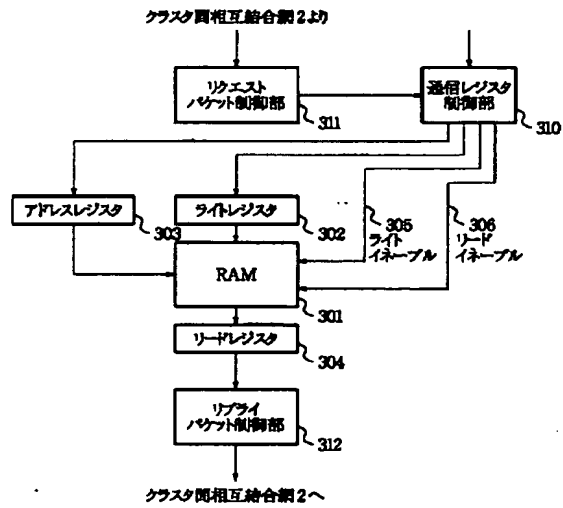 クラスタ間相互結合網2より
リクエスト
パケット制御部
311
通信レジスタ
制御部
310
アドレスレジスタ
303
ライトレジスタ
302
305
ライト
イネーブル
306
リード
イネーブル
RAM
301
リードレジスタ
304
リプライ
パケット制御部
312
クラスタ間相互結合網2へ